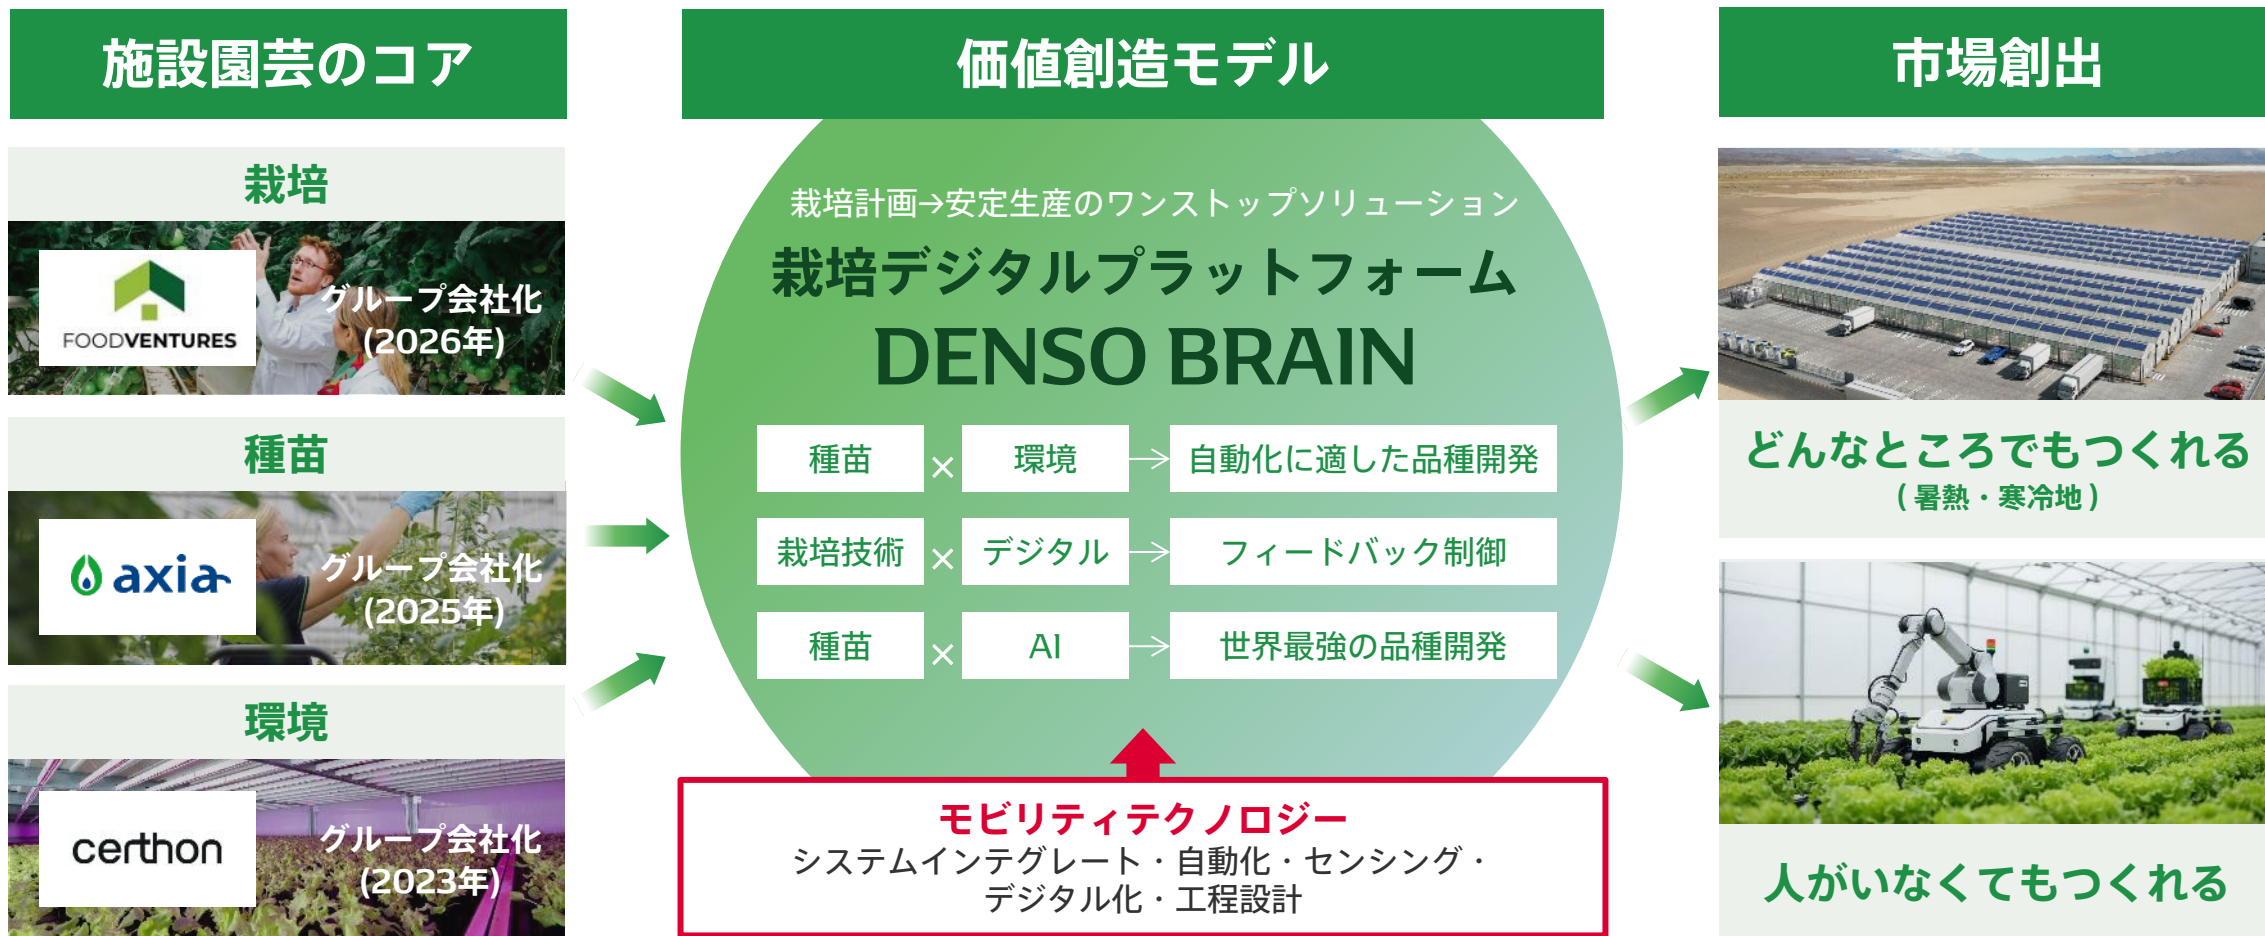 施設園芸のコア
栽培
FOODVENTURES
グループ会社化
(2026年)
種苗
axia
グループ会社化
(2025年)
環境
certhon
グループ会社化
(2023年)
価値創造モデル
栽培計画→安定生産のワンストップソリューション
栽培デジタルプラットフォーム
DENSO BRAIN
種苗 × 環境 → 自動化に適した品種開発
栽培技術 × デジタル → フィードバック制御
種苗 × AI → 世界最強の品種開発
モビリティテクノロジー
システムインテグレート・自動化・センシング・
デジタル化・工程設計
市場創出
どんなところでもつくれる
(暑熱・寒冷地)
人がいなくてもつくれる